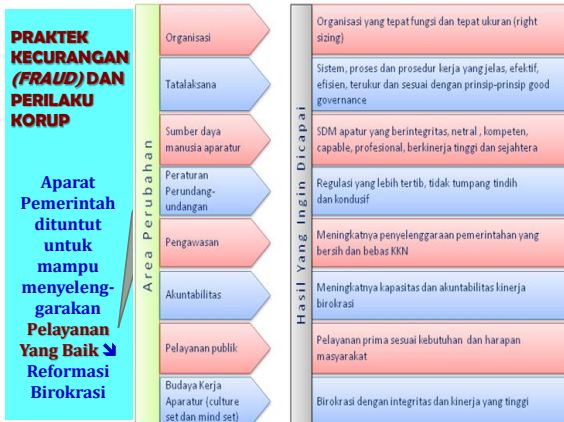 PRAKTEK
KECURANGAN
(FRAUD) DAN
PERILAKU
KORUP
Aparat
Pemerintah
dituntut
untuk
mampu
menyeleng-
garakan
Pelayanan
Yang Baik
Reformasi
Birokrasi
Area Perubahan
Organisasi
Tatalaksana
Sumber daya
manusia aparatur
Peraturan
Perundang-
undangan
Pengawasan
Akuntabilitas
Pelayanan publik
Budaya Kerja
Aparatur (culture
set dan mind set)
Hasil Yang Ingin Dicapai
Organisasi yang tepat fungsi dan tepat ukuran (right
sizing)
Sistem, proses dan prosedur kerja yang jelas, efektif,
efisien, terukur dan sesuai dengan prinsip-prinsip good
governance
SDM apatur yang berintegritas, netral , kompeten,
capable, profesional, berkinerja tinggi dan sejahtera
Regulasi yang lebih tertib, tidak tumpang tindih
dan kondusif
Meningkatnya penyelenggaraan pemerintahan yang
bersih dan bebas KKN
Meningkatnya kapasitas dan akuntabilitas kinerja
birokrasi
Pelayanan prima sesuai kebutuhan dan harapan
masyarakat
Birokrasi dengan integritas dan kinerja yang tinggi